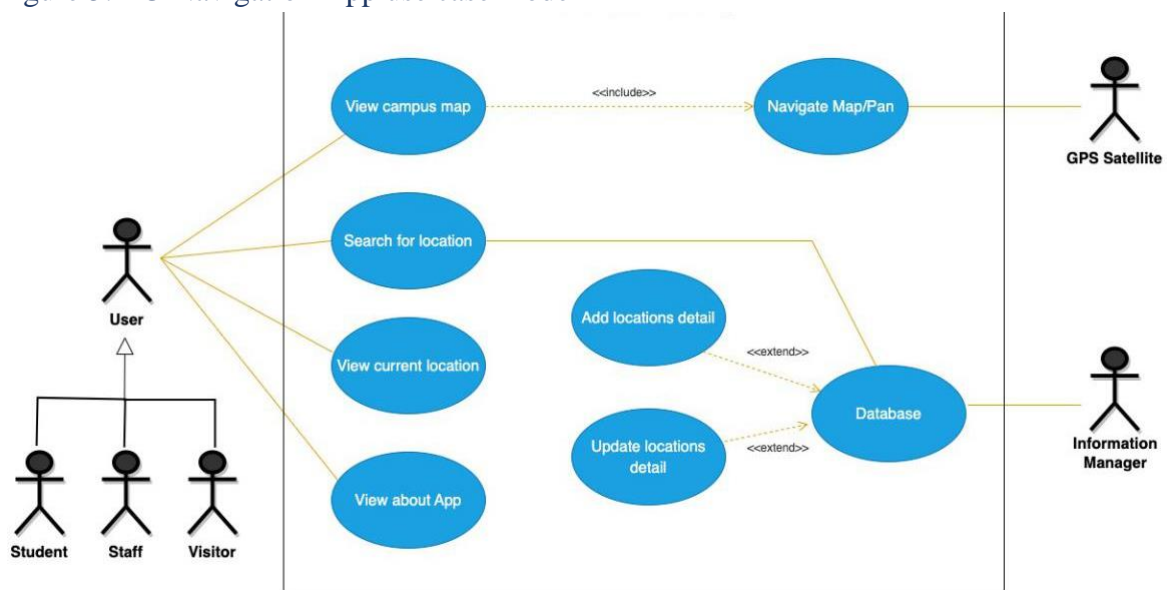 View campus map
<<include>>
Navigate Map/Pan
GPS Satellite
Search for location
User
Add locations detail
<<extend>>
View current location
Database
Update locations
detail
<<extend>>
Information
Manager
View about App
Student
Staff
Visitor